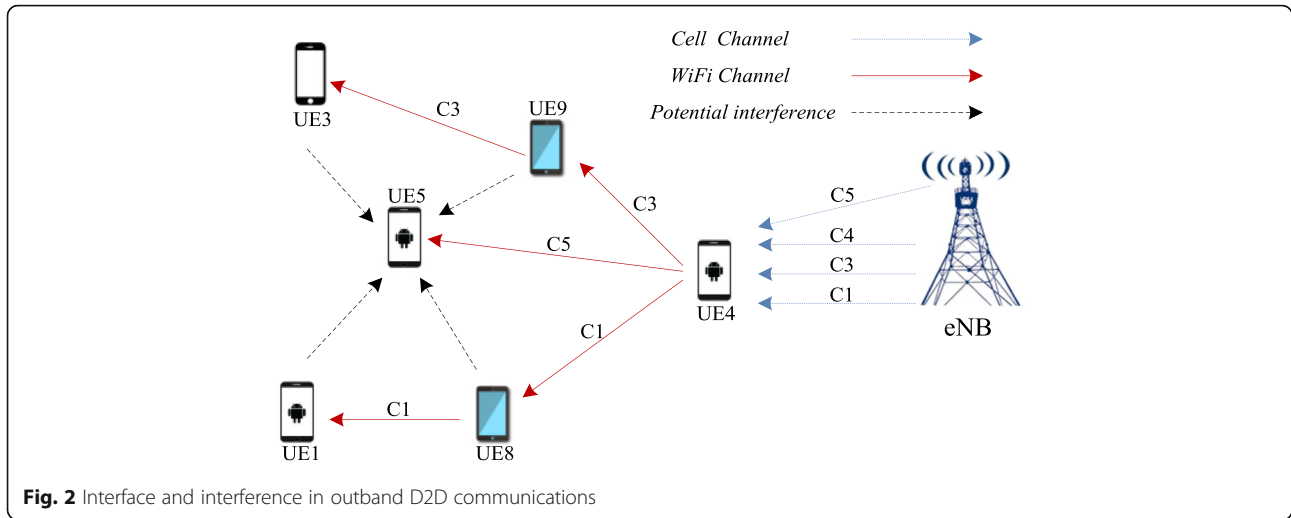 Cell Channel
WiFi Channel
Potential interference
UE3
C3
UE9
UE5
C3
C5
C5
C4
C3
C1
UE4
eNB
C1
C1
UE1
UE8
Fig. 2 Interface and interference in outband D2D communications